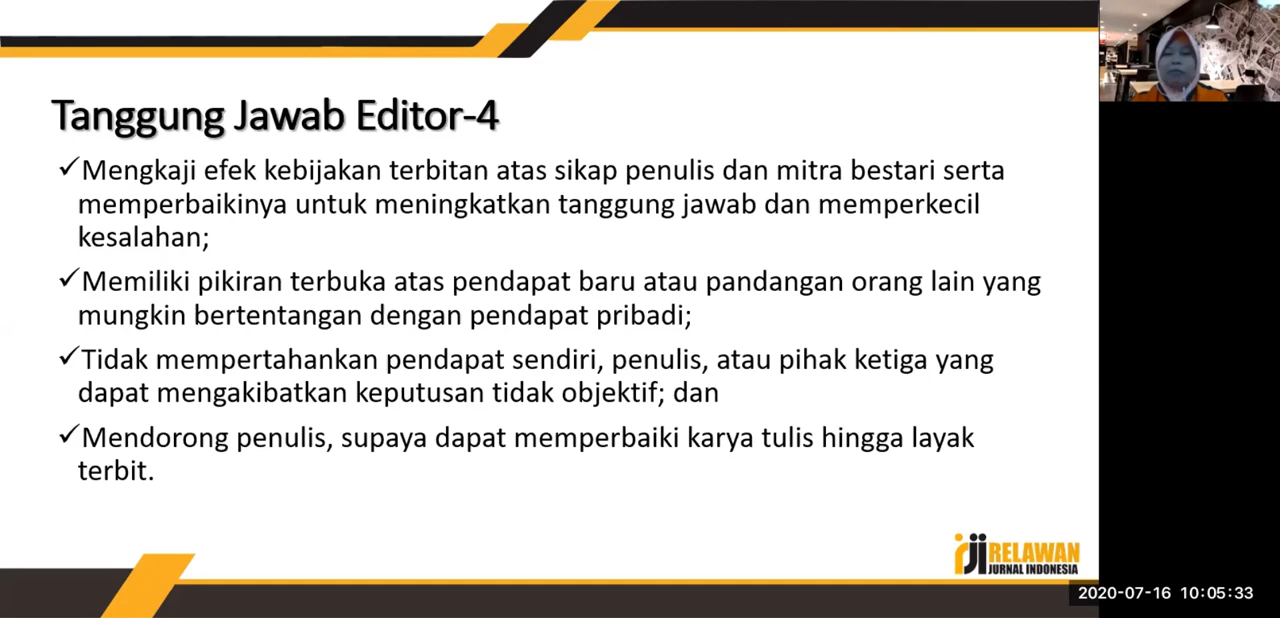 Tanggung Jawab Editor-4
✓Mengkaji efek kebijakan terbitan atas sikap penulis dan mitra bestari serta
memperbaikinya untuk meningkatkan tanggung jawab dan memperkecil
kesalahan;
✓Memiliki pikiran terbuka atas pendapat baru atau pandangan orang lain yang
mungkin bertentangan dengan pendapat pribadi;
✓Tidak mempertahankan pendapat sendiri, penulis, atau pihak ketiga yang
dapat mengakibatkan keputusan tidak objektif; dan
✓Mendorong penulis, supaya dapat memperbaiki karya tulis hingga layak
terbit.
rji RELAWAN
JURNAL INDONESIA
2020-07-16 10:05:33